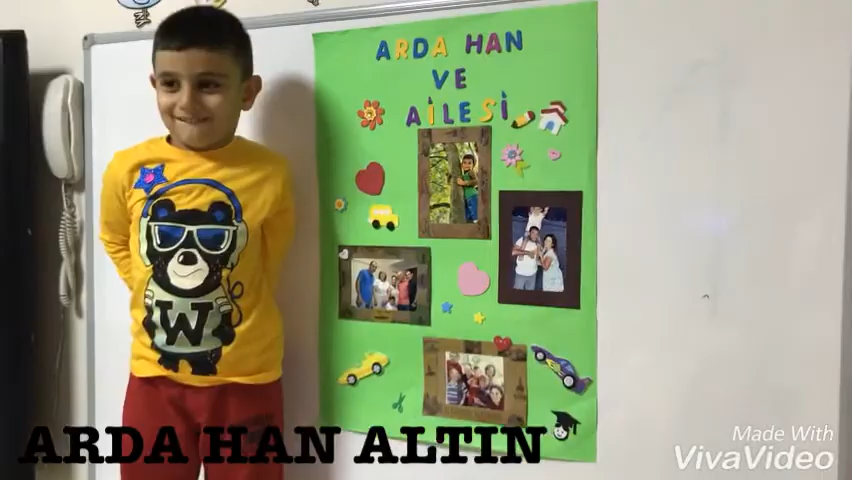 ARDA HAN
VE
AİLESİ
W
ARDA HAN ALTIN
Made With
VivaVideo